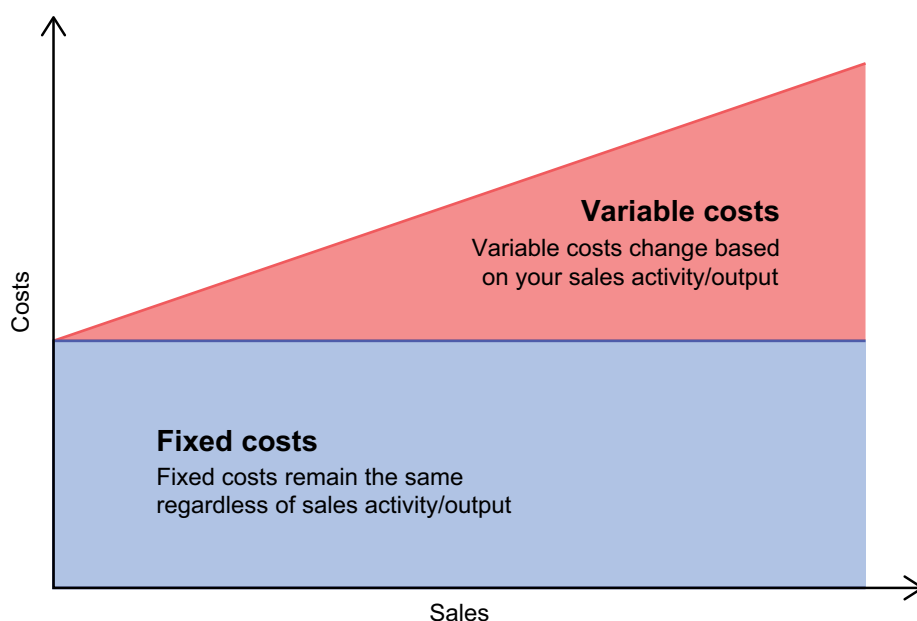 Variable costs
Variable costs change based
on your sales activity/output
Costs
Fixed costs
Fixed costs remain the same
regardless of sales activity/output
Sales